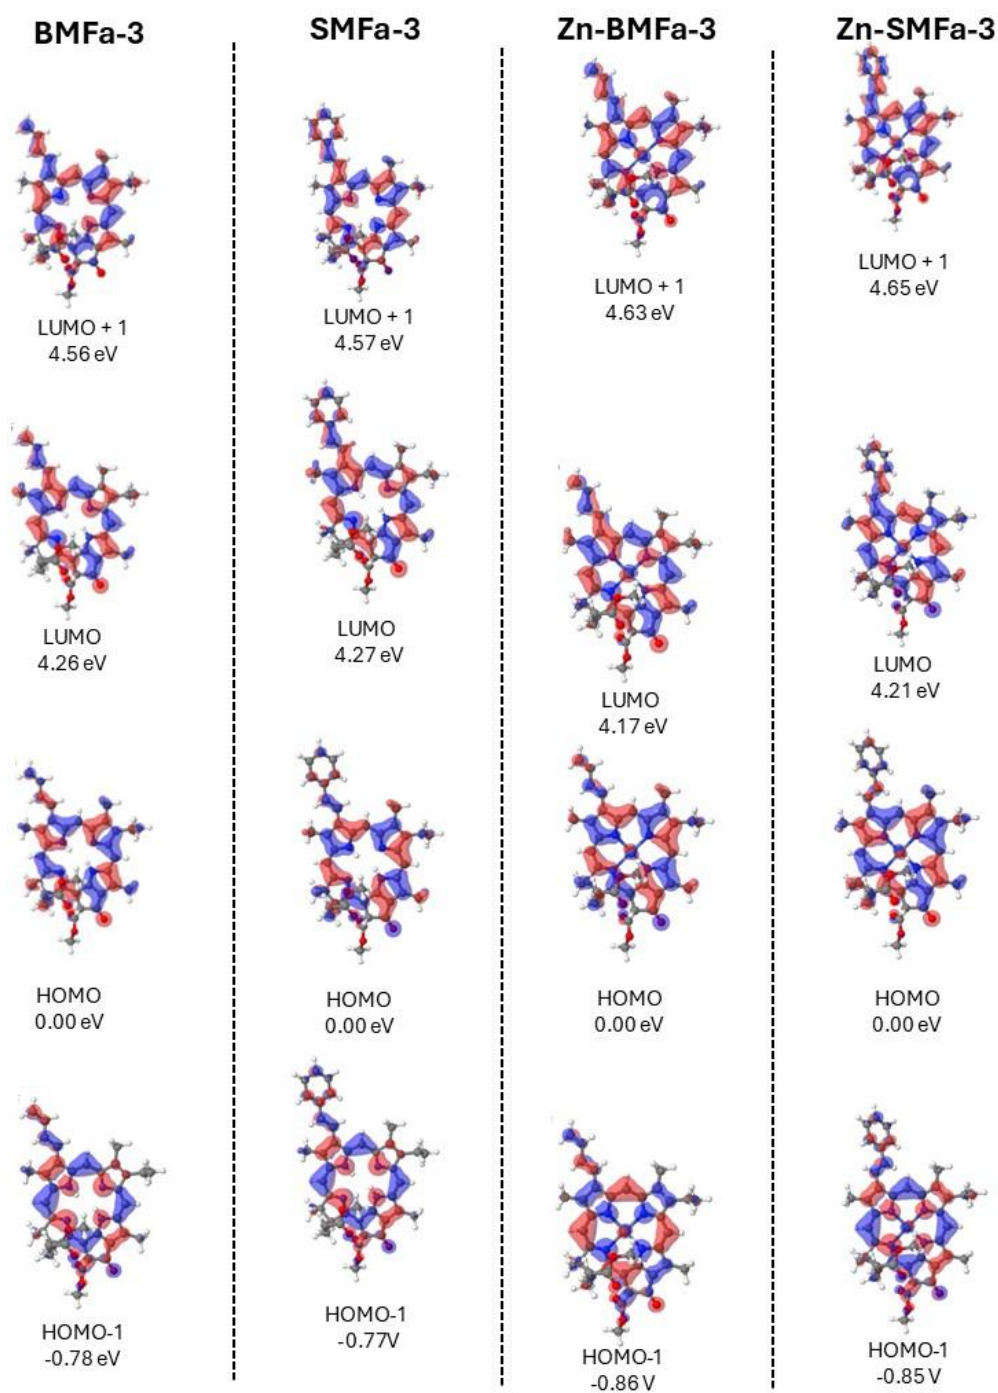 BMFa-3
SMFa-3
Zn-BMFa-3
Zn-SMFa-3
LUMO + 1
4.56 eV
LUMO + 1
4.57 eV
LUMO + 1
4.63 eV
LUMO + 1
4.65 eV
LUMO
4.26 eV
LUMO
4.27 eV
LUMO
4.17 eV
LUMO
4.21 eV
HOMO
0.00 eV
HOMO
0.00 eV
HOMO
0.00 eV
HOMO
0.00 eV
HOMO-1
-0.78 eV
HOMO-1
-0.77V
HOMO-1
-0.86 V
HOMO-1
-0.85 V